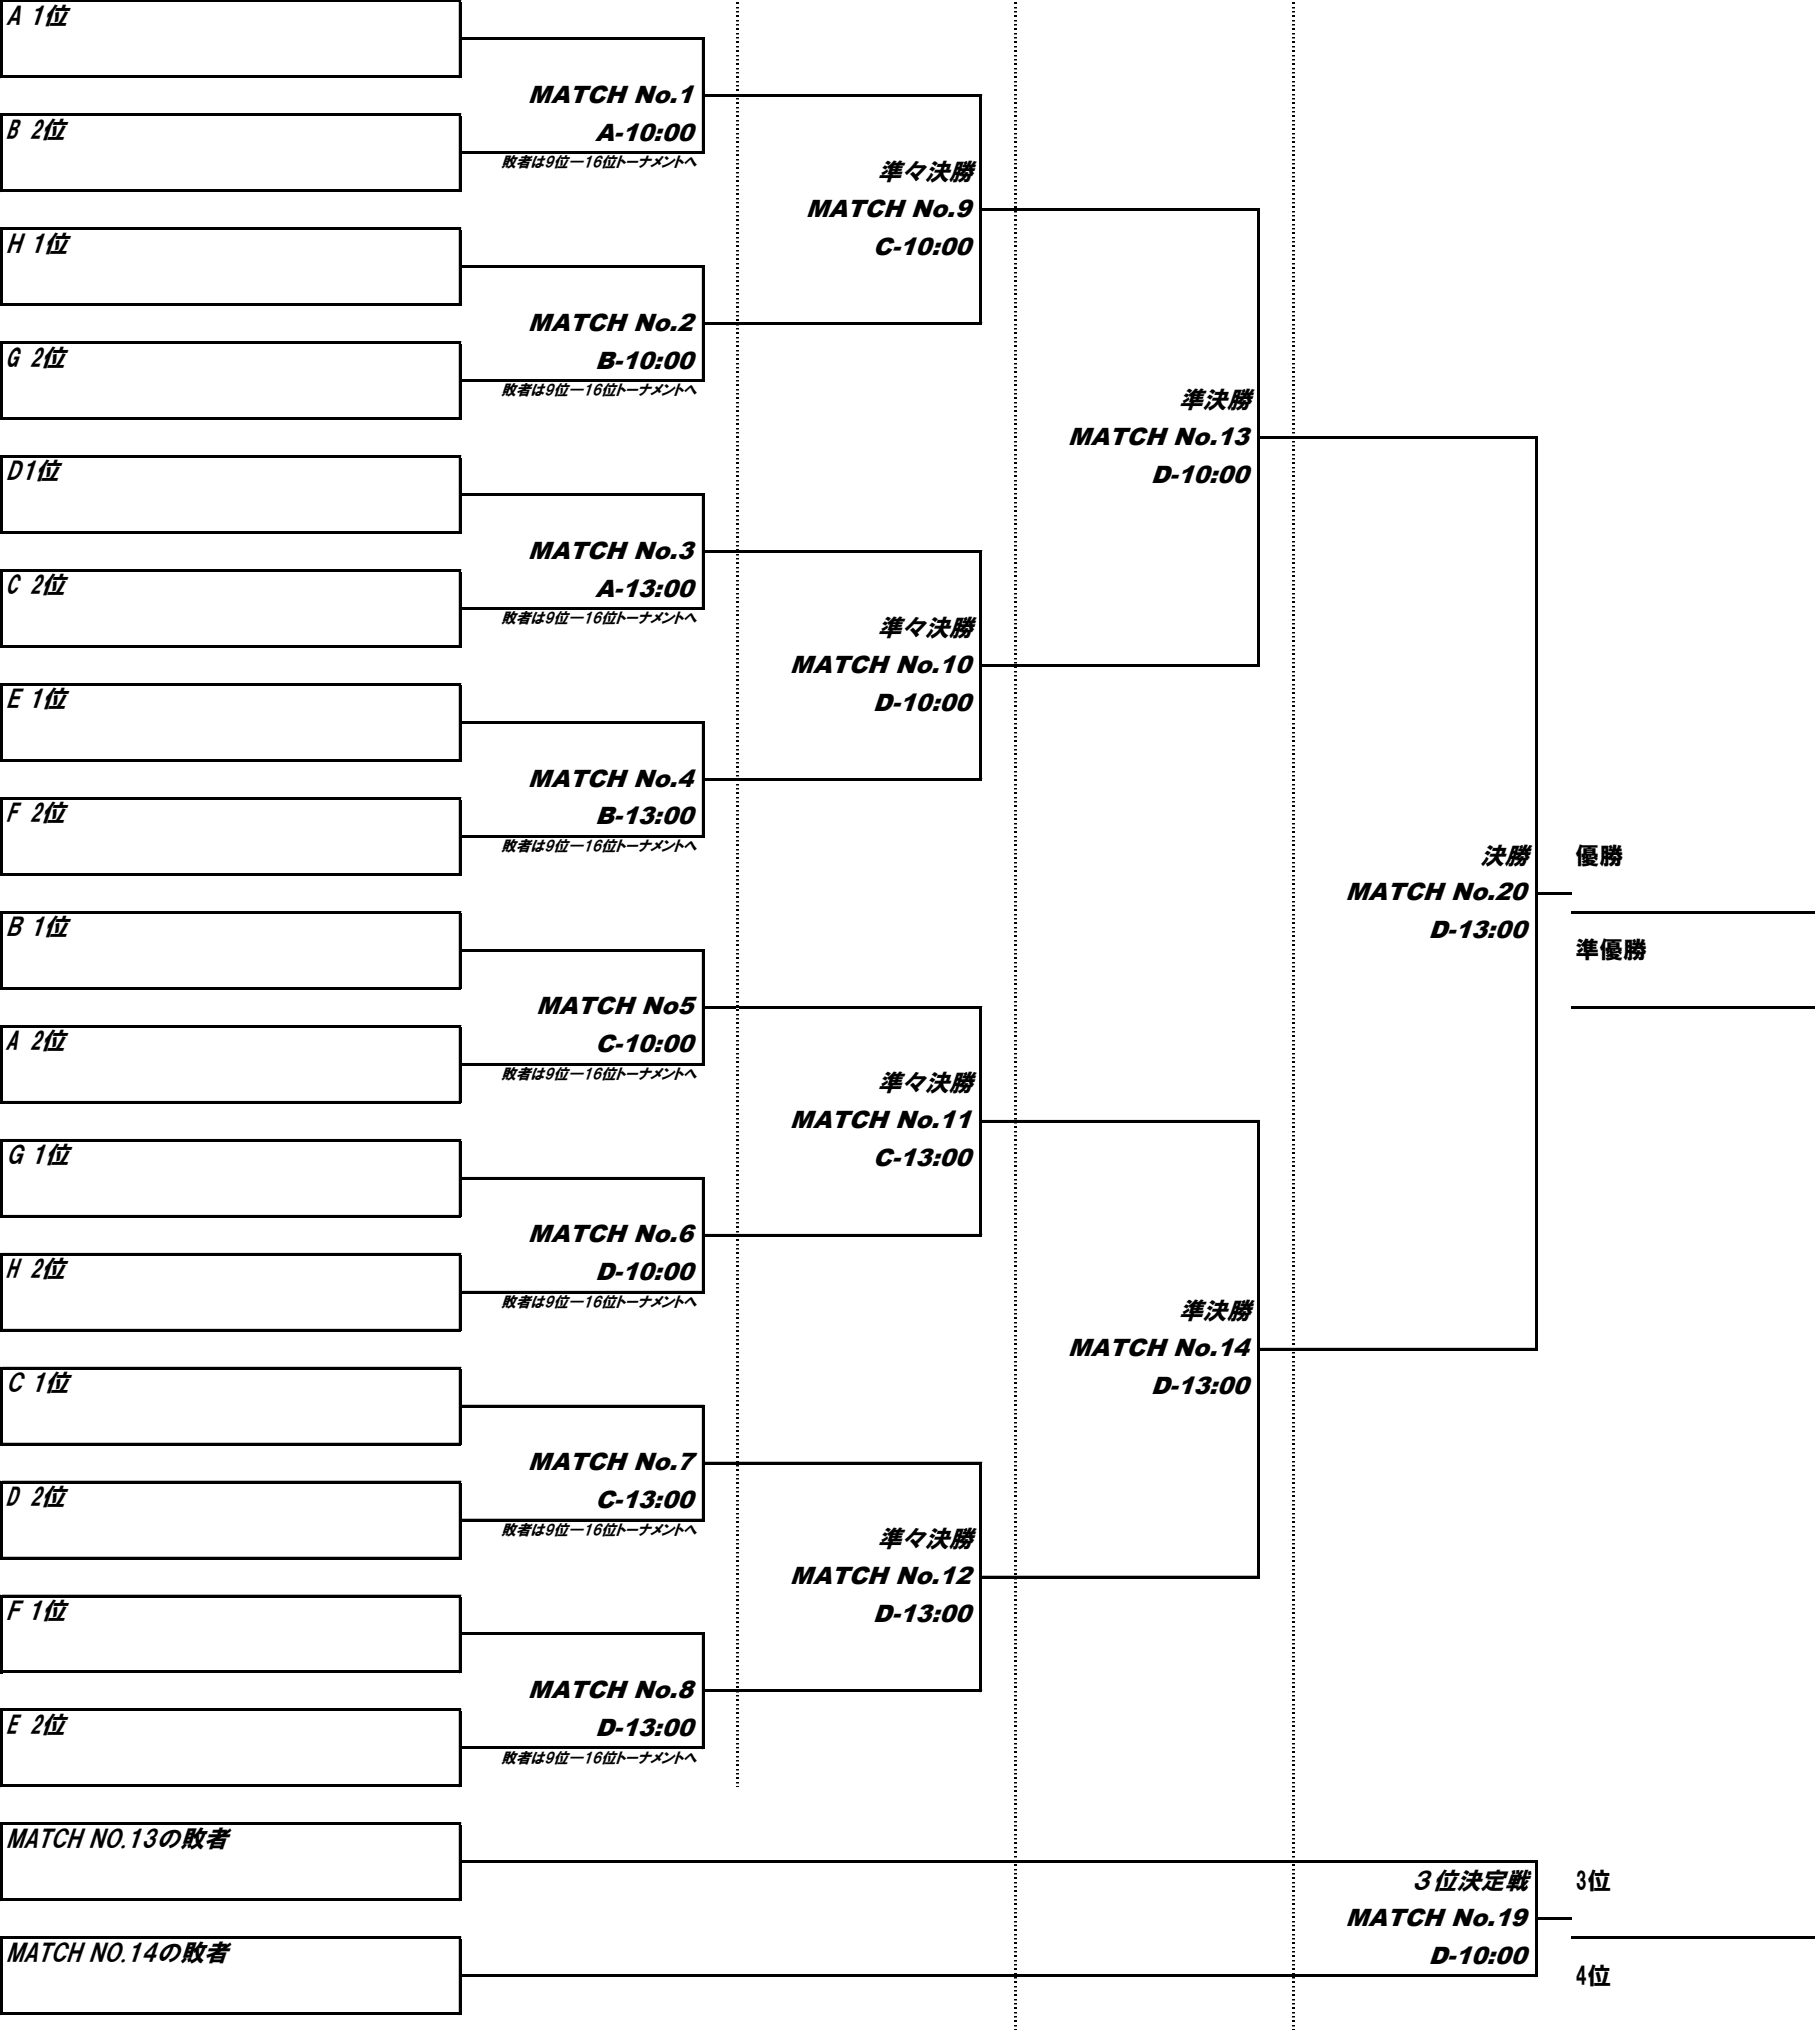 A 1位
MATCH No.1
B 2位
A-10:00
敗者は9位―16位トーナメントへ
準々決勝
MATCH No.9
C-10:00
H 1位
MATCH No.2
G 2位
B-10:00
敗者は9位―16位トーナメントへ
準決勝
MATCH No.13
D-10:00
D1位
MATCH No.3
C 2位
A-13:00
敗者は9位―16位トーナメントへ
準々決勝
MATCH No.10
D-10:00
E 1位
MATCH No.4
F 2位
B-13:00
敗者は9位―16位トーナメントへ
決勝
MATCH No.20
D-13:00
優勝
準優勝
B 1位
MATCH No5
A 2位
C-10:00
敗者は9位―16位トーナメントへ
準々決勝
MATCH No.11
C-13:00
G 1位
MATCH No.6
H 2位
D-10:00
敗者は9位―16位トーナメントへ
準決勝
MATCH No.14
D-13:00
C 1位
MATCH No.7
D 2位
C-13:00
敗者は9位―16位トーナメントへ
準々決勝
MATCH No.12
D-13:00
F 1位
MATCH No.8
E 2位
D-13:00
敗者は9位―16位トーナメントへ
MATCH NO.13の敗者
３位決定戦
MATCH No.19
D-10:00
3位
MATCH NO.14の敗者
4位